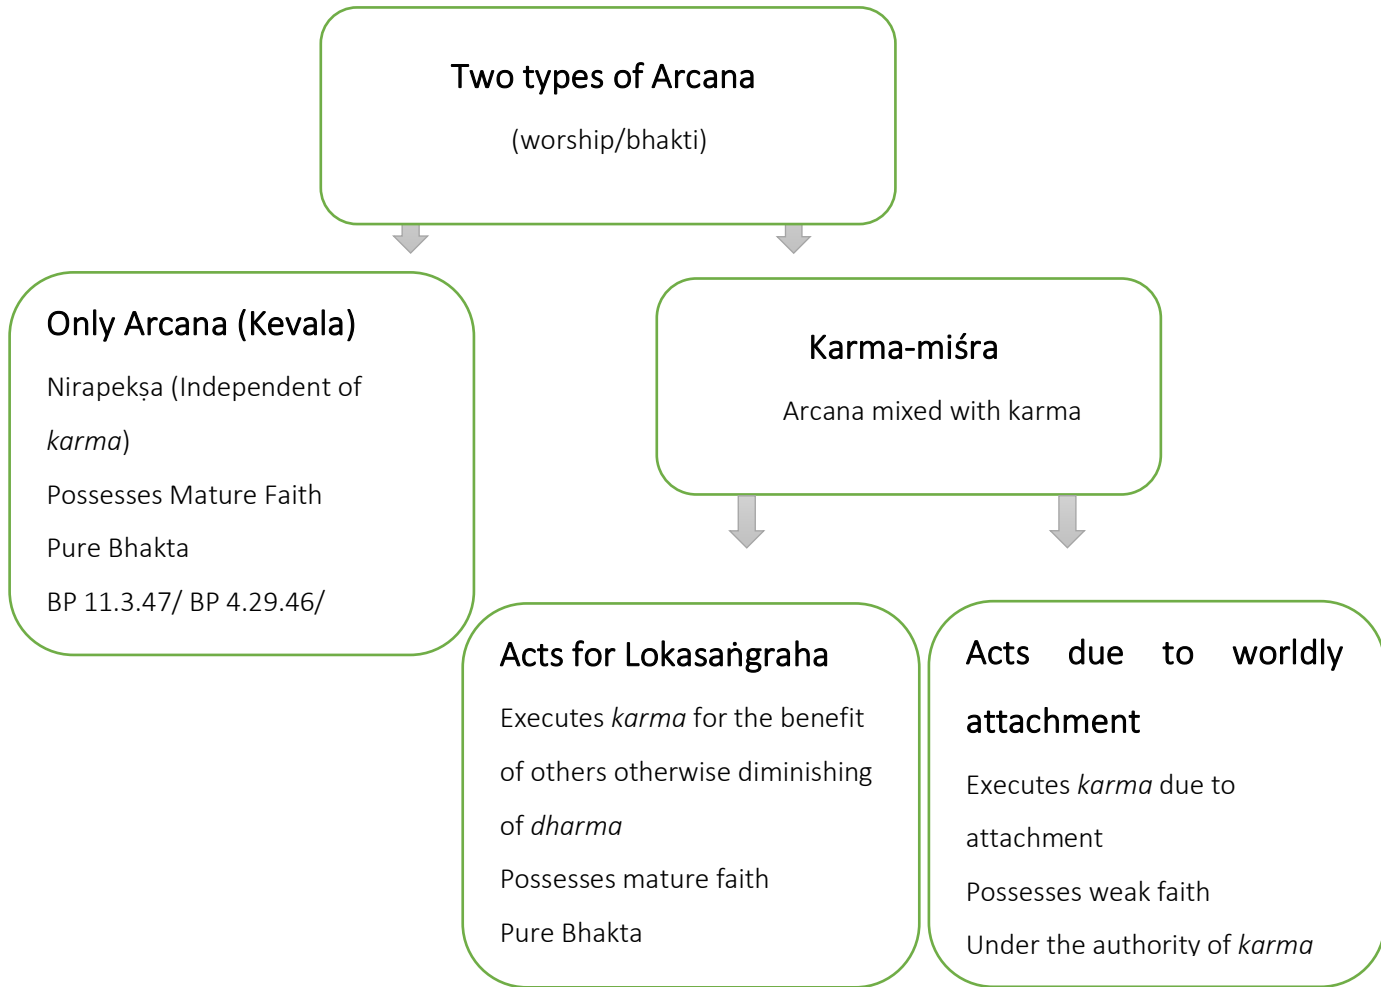 Two types of Arcana
(worship/bhakti)
Only Arcana (Kevala)
Nirapekṣa (Independent of
karma)
Possesses Mature Faith
Pure Bhakta
BP 11.3.47/ BP 4.29.46/
Karma-miśra
Arcana mixed with karma
Acts for Lokasaṅgraha
Executes karma for the benefit
of others otherwise diminishing
of dharma
Possesses mature faith
Pure Bhakta
Acts due to worldly
attachment
Executes karma due to
attachment
Possesses weak faith
Under the authority of karma